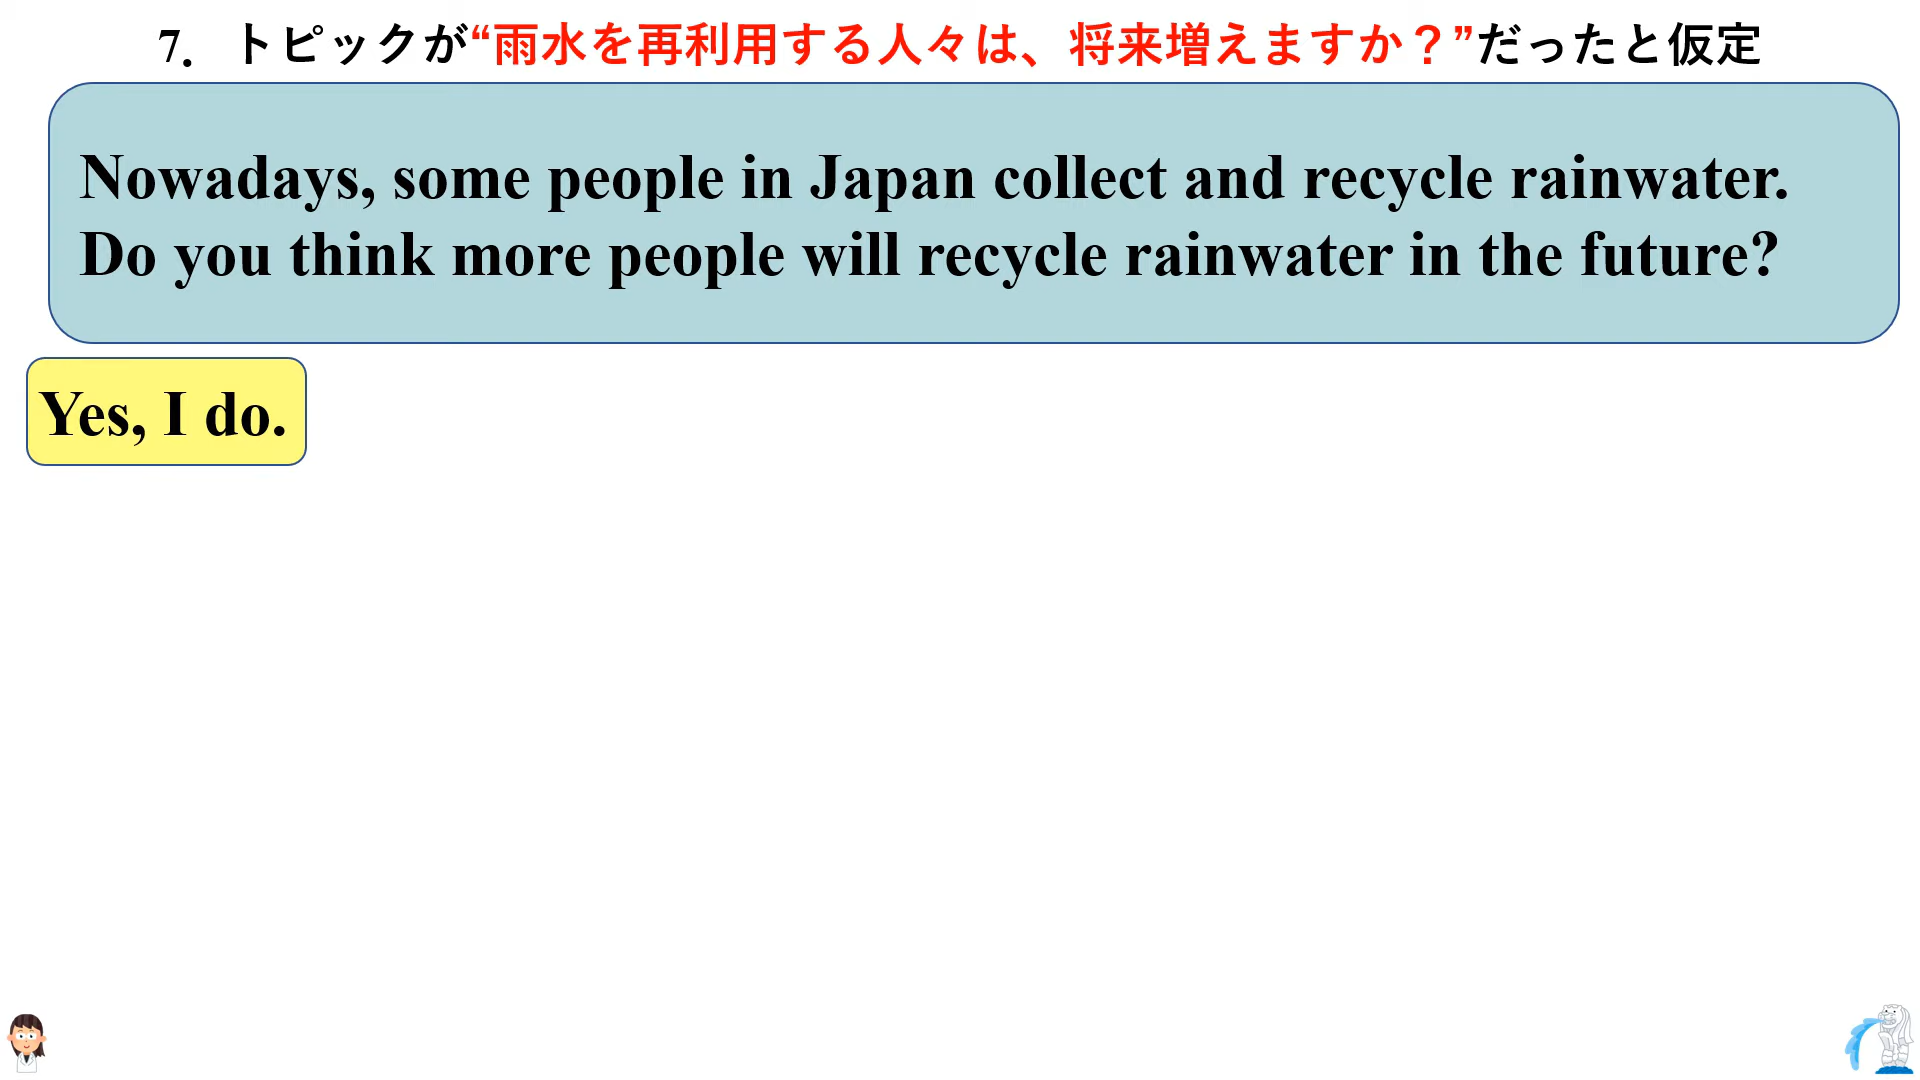 7. トピックが“雨水を再利用する人々は、将来増えますか？”だったと仮定
Nowadays, some people in Japan collect and recycle rainwater.
Do you think more people will recycle rainwater in the future?
Yes, I do.